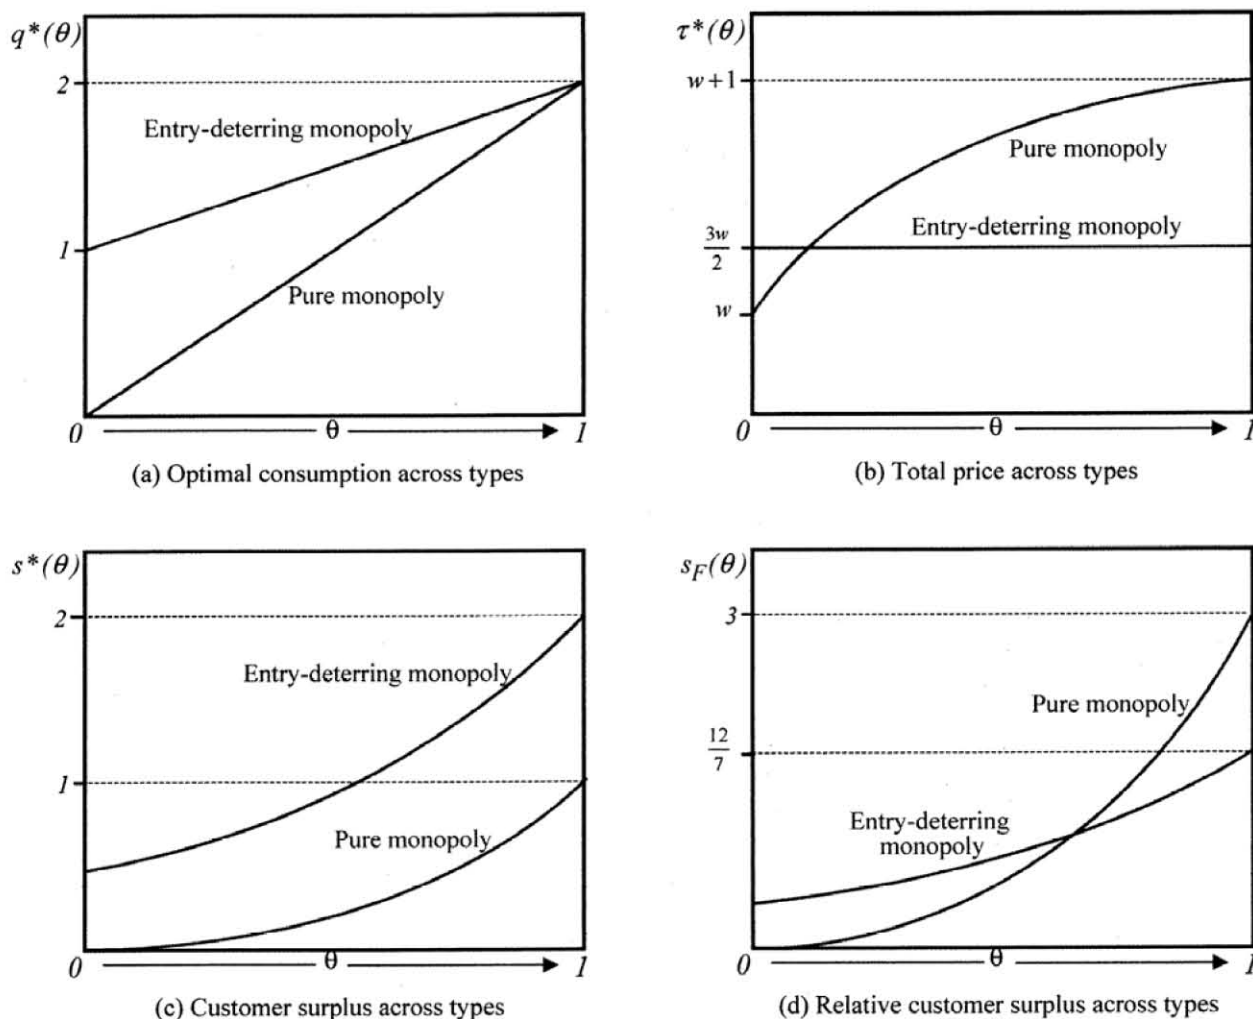 q*(θ)
2
Entry-deterring monopoly
1
Pure monopoly
0 θ 1
(a) Optimal consumption across types
τ*(θ)
w+1
Pure monopoly
Entry-deterring monopoly
3w
2
w
0 θ 1
(b) Total price across types
s*(θ)
2
Entry-deterring monopoly
1
Pure monopoly
0 θ 1
(c) Customer surplus across types
s_F(θ)
3
Pure monopoly
12
7
Entry-deterring
monopoly
0 θ 1
(d) Relative customer surplus across types